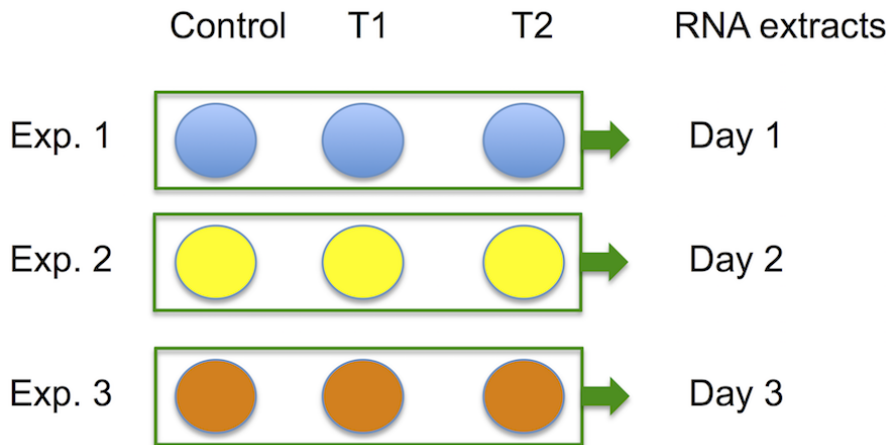 Control T1 T2 RNA extracts
Exp. 1 Day 1
Exp. 2 Day 2
Exp. 3 Day 3